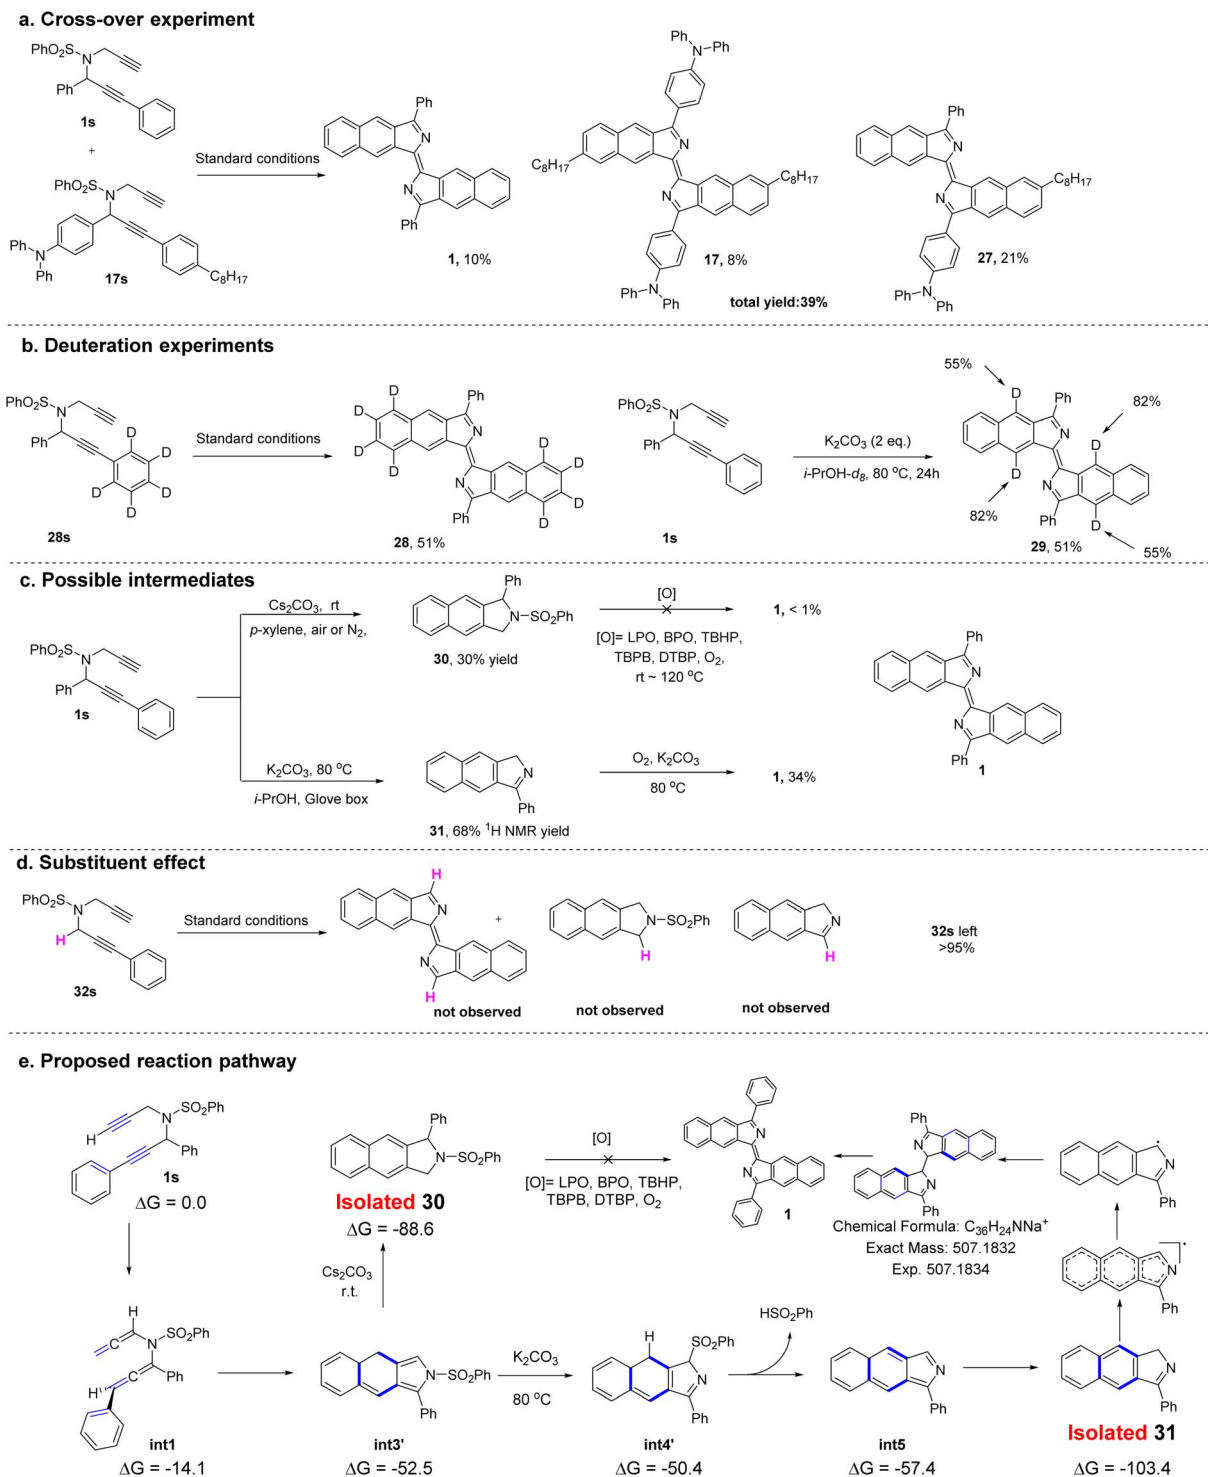 a. Cross-over experiment
PhO₂S
N
Ph
1s
+
PhO₂S
N
Ph
N
Ph
17s
C₈H₁₇
Standard conditions
Ph
N
N
Ph
1, 10%
Ph
N
Ph
N
C₈H₁₇
C₈H₁₇
N
Ph
N
Ph
17, 8%
total yield:39%
Ph
N
N
C₈H₁₇
Ph
N
Ph
27, 21%
b. Deuteration experiments
PhO₂S
N
Ph
D
D
D
D
D
28s
Standard conditions
D
D
D
D
Ph
N
N
Ph
D
D
D
D
28, 51%
PhO₂S
N
Ph
1s
K₂CO₃ (2 eq.)
i-PrOH-d₈, 80 °C, 24h
55%
D
Ph
N
82%
D
D
N
82%
Ph
D
55%
29, 51%
c. Possible intermediates
PhO₂S
N
Ph
1s
Cs₂CO₃, rt
p-xylene, air or N₂,
Ph
N
SO₂Ph
30, 30% yield
[O]
[O]= LPO, BPO, TBHP,
TBPB, DTBP, O₂,
rt ~ 120 °C
1, < 1%
K₂CO₃, 80 °C
i-PrOH, Glove box
N
Ph
31, 68% ¹H NMR yield
O₂, K₂CO₃
80 °C
1, 34%
Ph
N
N
Ph
1
d. Substituent effect
PhO₂S
N
H
32s
Standard conditions
H
N
N
H
not observed
+
N
SO₂Ph
H
not observed
N
H
not observed
32s left
>95%
e. Proposed reaction pathway
H
N
SO₂Ph
Ph
1s
ΔG = 0.0
Ph
N
SO₂Ph
Isolated 30
ΔG = -88.6
Cs₂CO₃
r.t.
[O]
[O]= LPO, BPO, TBHP,
TBPB, DTBP, O₂
N
N
1
Ph
N
N
Ph
Chemical Formula: C₃₆H₂₄NNa⁺
Exact Mass: 507.1832
Exp. 507.1834
N
Ph
N
Ph
H
C
N
SO₂Ph
H
C
Ph
int1
ΔG = -14.1
N
SO₂Ph
Ph
int3'
ΔG = -52.5
K₂CO₃
80 °C
H
SO₂Ph
N
Ph
int4'
ΔG = -50.4
HSO₂Ph
N
Ph
int5
ΔG = -57.4
N
Ph
Isolated 31
ΔG = -103.4